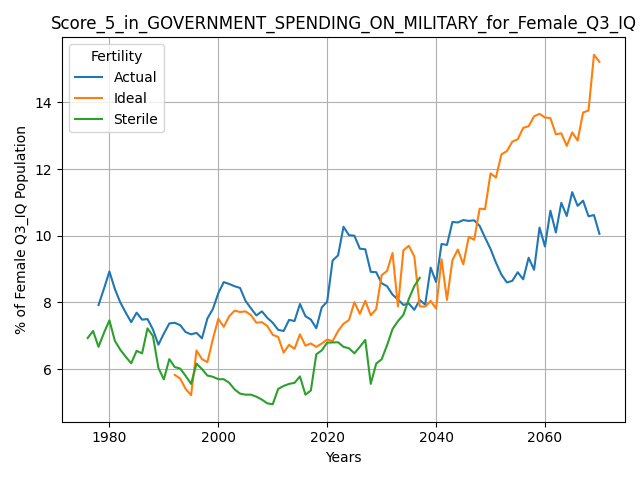 Score_5_in_GOVERNMENT_SPENDING_ON_MILITARY_for_Female_Q3_IQ
Fertility
Actual
Ideal
Sterile
% of Female Q3_IQ Population
14
12
10
8
6
1980
2000
2020
2040
2060
Years